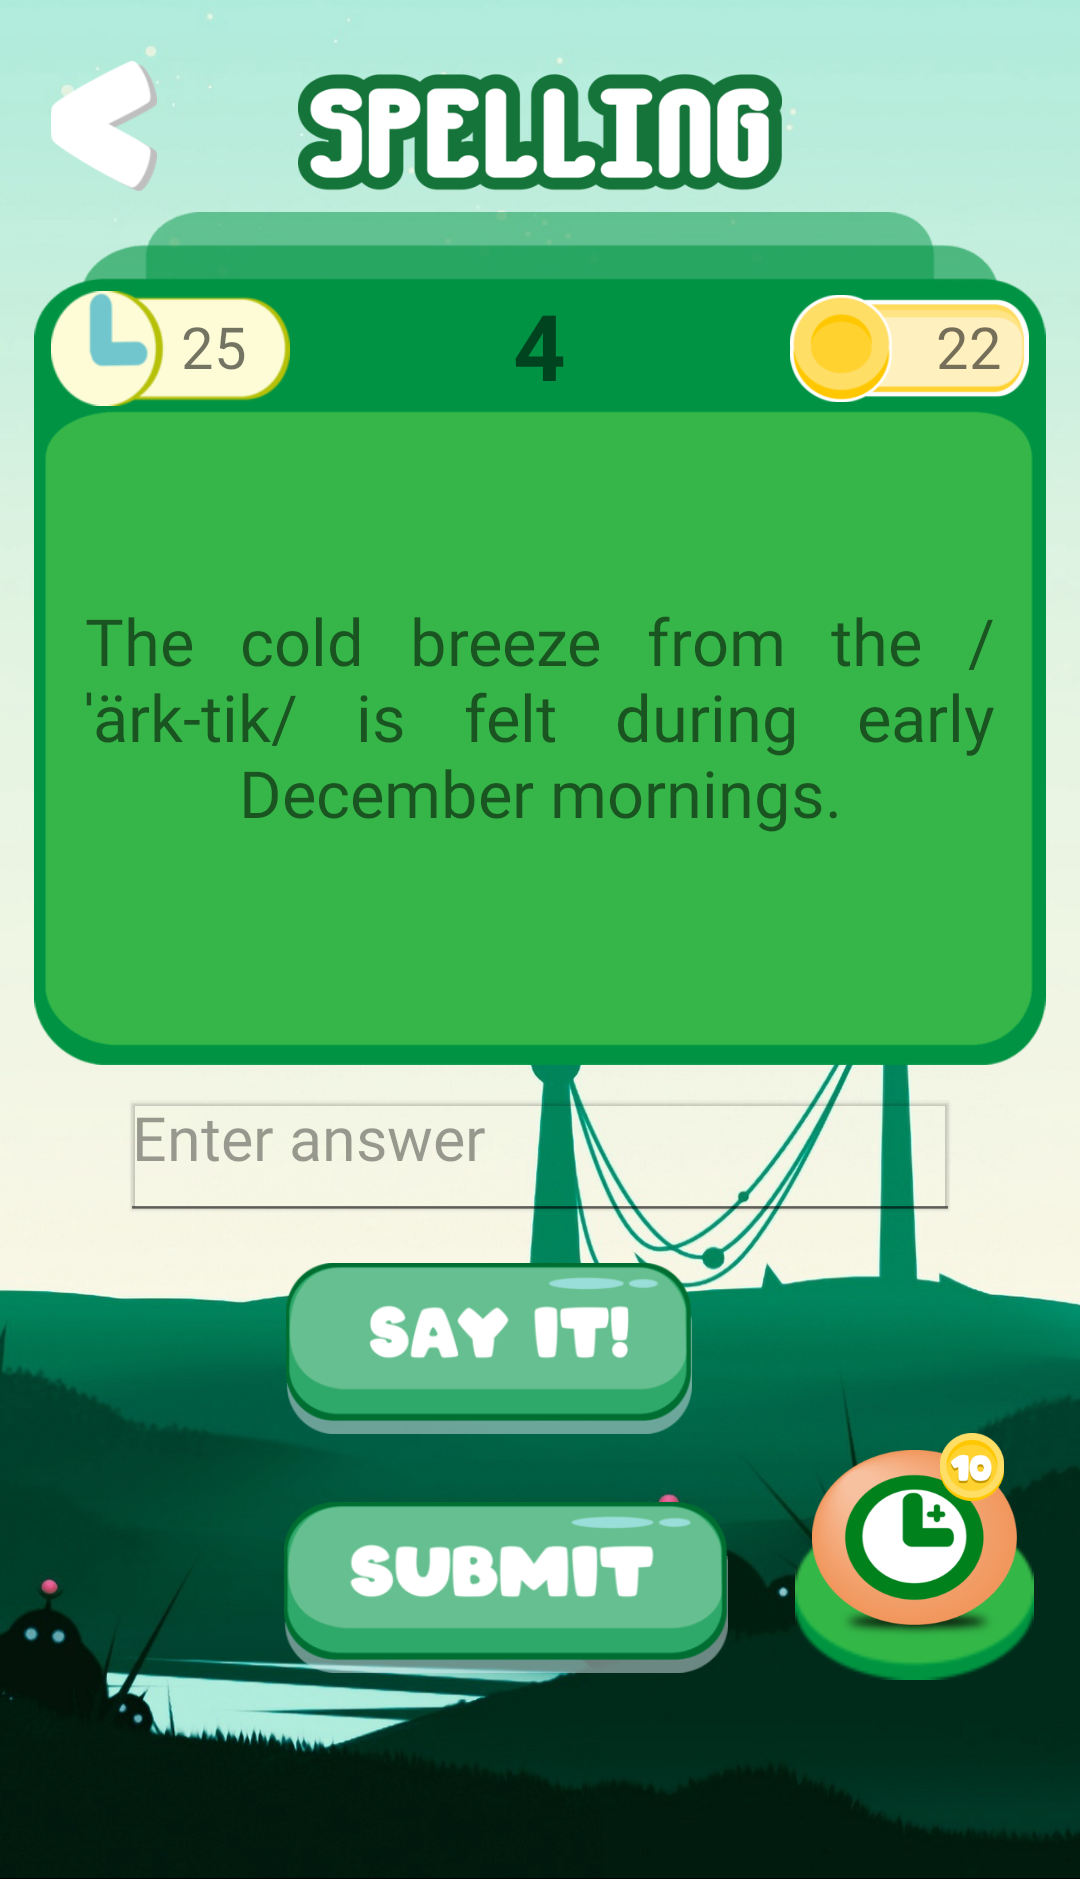 SPELLING
25
4
22
The cold breeze from the /
'ärk-tik/ is felt during early
December mornings.
Enter answer
SAY IT!
10
SUBMIT